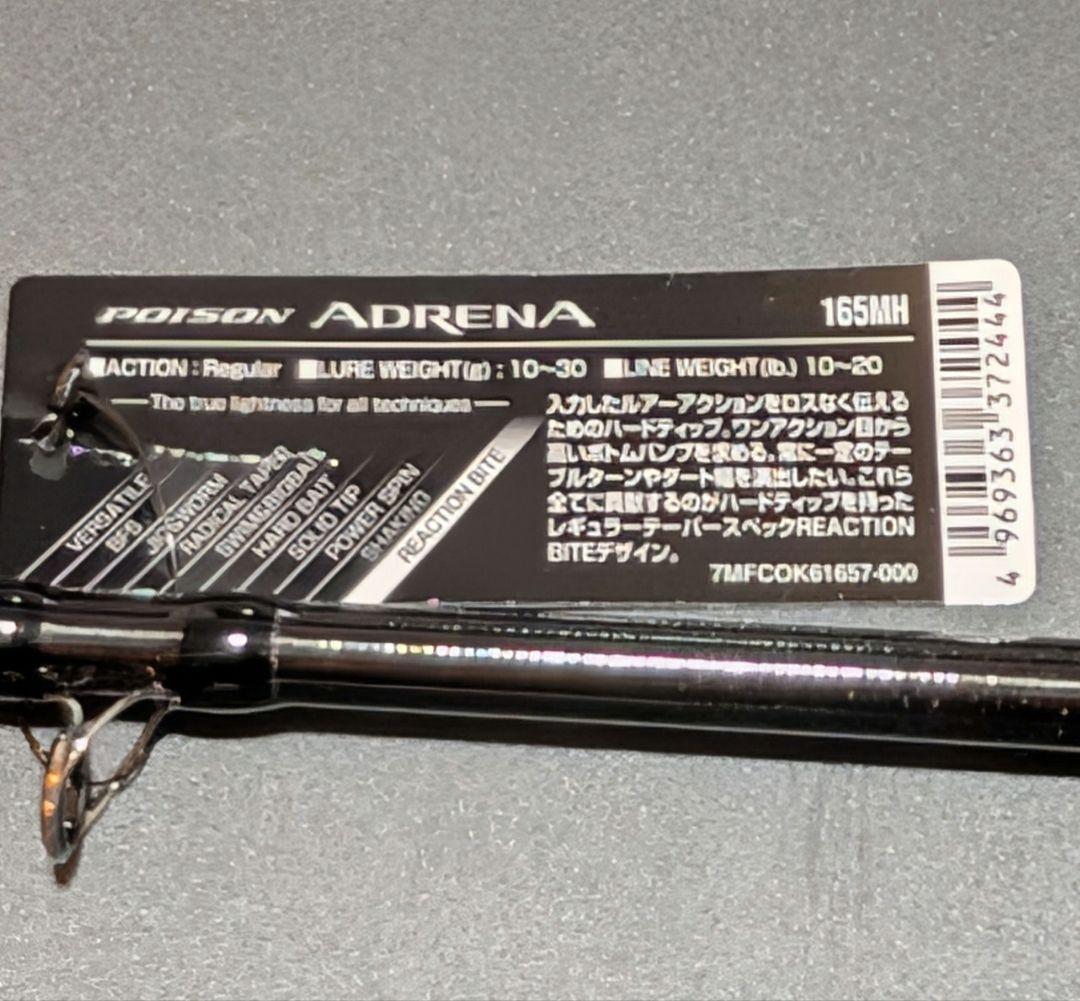 POISON ADRENA 165MH
■ACTION : Regular ■LURE WEIGHT(g) : 10~30 ■LINE WEIGHT(lb.) 10~20
The true lightness for all techniques
入力したルアーアクションをロスなく伝える
ためのハードティップ。ワンアクション目から
高いボトムパンプを求める。常に一定のテー
ブルターンやダート幅を演出したい。これら
全てに貢献するのがハードティップを持った
レギュラーテーパースペックREACTION
BITEデザイン。
7MFCOK61657-000
VERSATILE
BFS
JIG&WORM
RADICAL TAPER
SWIM&BIGBAIT
HARD BAIT
SOLID TIP
POWER SPIN
SHAKING
REACTION BITE
4 969363 372444